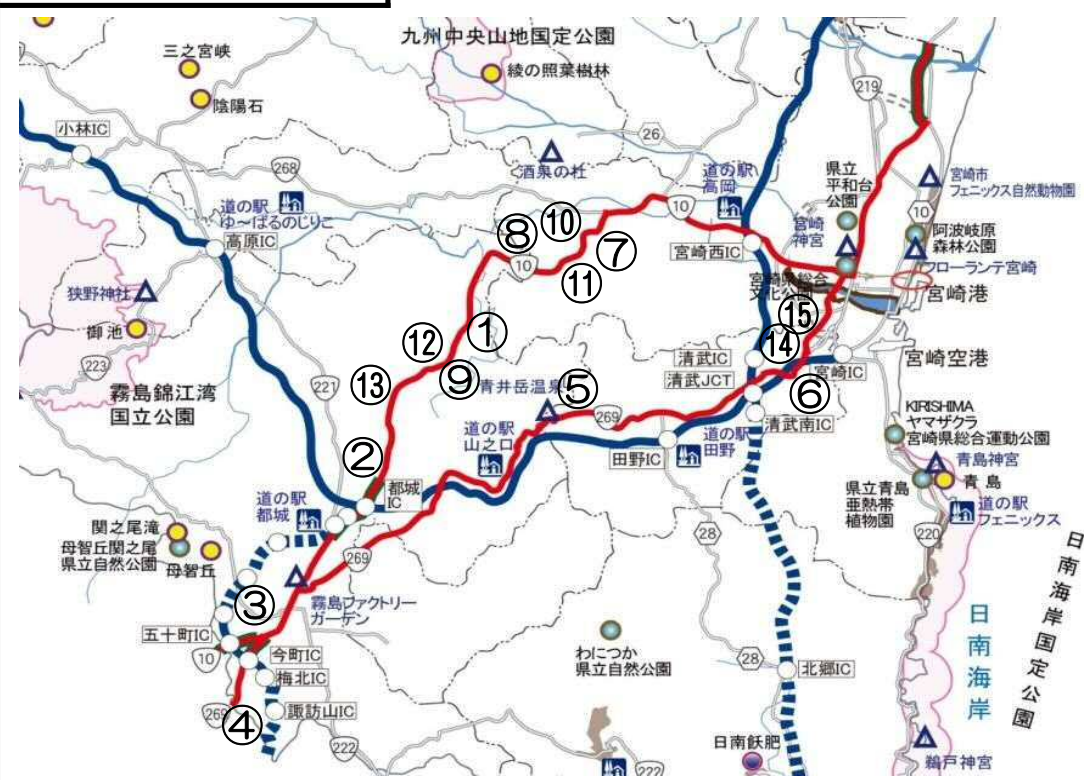 三之宮峡
陰陽石
小林IC
九州中央山地国定公園
綾の照葉樹林
219
26
268
酒泉の杜
道の駅
高岡
県立
平和台
公園
宮崎市
フェニックス自然動物園
道の駅
ゆ～ぱるのじりこ
高原IC
⑧
⑩
⑦
⑪
10
10
10
宮崎西IC
宮崎
神宮
阿波岐原
森林公園
フローランテ宮崎
宮崎県総合
文化公園
宮崎港
狭野神社
御池
223
霧島錦江湾
国立公園
①
⑫
⑨
⑬
221
⑮
⑭
清武IC
清武JCT
宮崎IC
宮崎空港
⑥
清武南IC
青井岳温泉
⑤
269
道の駅
山之口
道の駅
田野
田野IC
KIRISHIMA
ヤマザクラ
宮崎県総合運動公園
青島神宮
青島
県立青島
亜熱帯
植物園
道の駅
フェニックス
220
②
都城
IC
道の駅
都城
関之尾滝
母智丘関之尾
県立自然公園
母智丘
269
28
③
霧島ファクトリー
ガーデン
五十町IC
10
今町IC
梅北IC
269
④
諏訪山IC
222
わにつか
県立自然公園
28
北郷IC
日南飫肥
222
日南海岸
日南海岸国定公園
鵜戸神宮